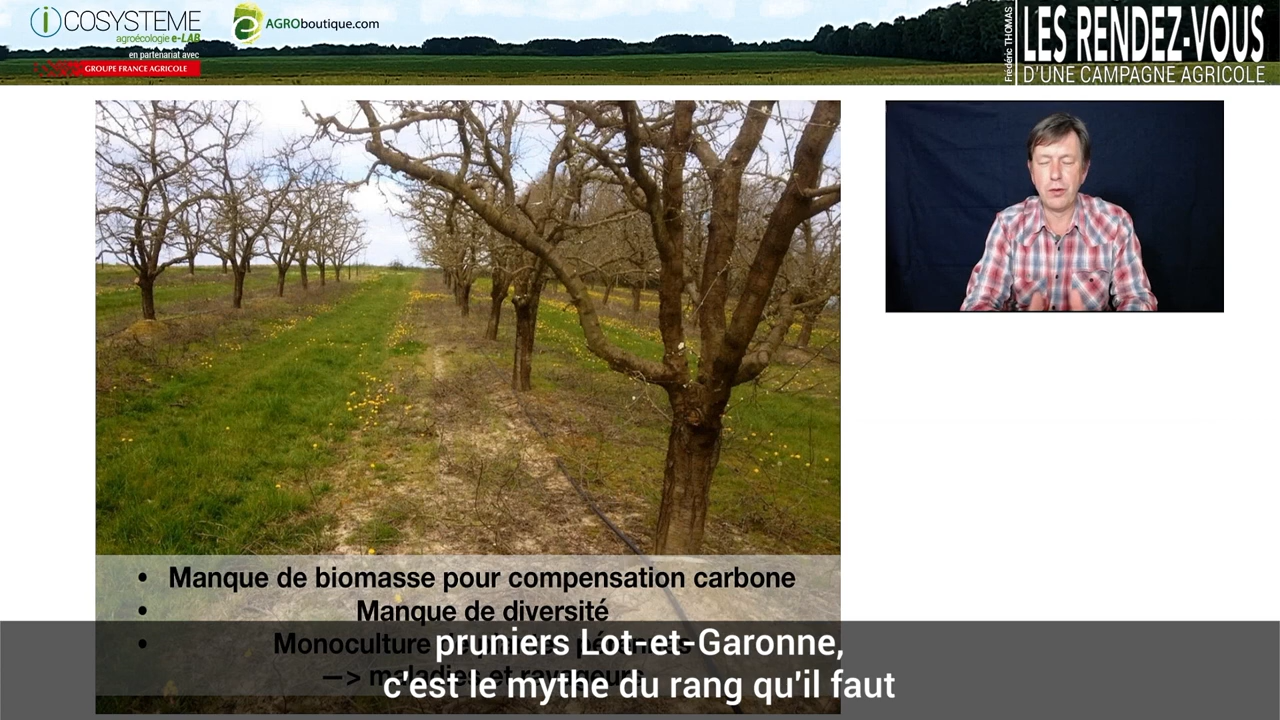 iCOSYSTEME
agroécologie e-LAB
en partenariat avec
GROUPE FRANCE AGRICOLE
AGROboutique.com
Frédéric THOMAS
LES RENDEZ-VOUS
D'UNE CAMPAGNE AGRICOLE
• Manque de biomasse pour compensation carbone
• Manque de diversité
• Monoculture
—>
pruniers Lot-et-Garonne,
c'est le mythe du rang qu'il faut